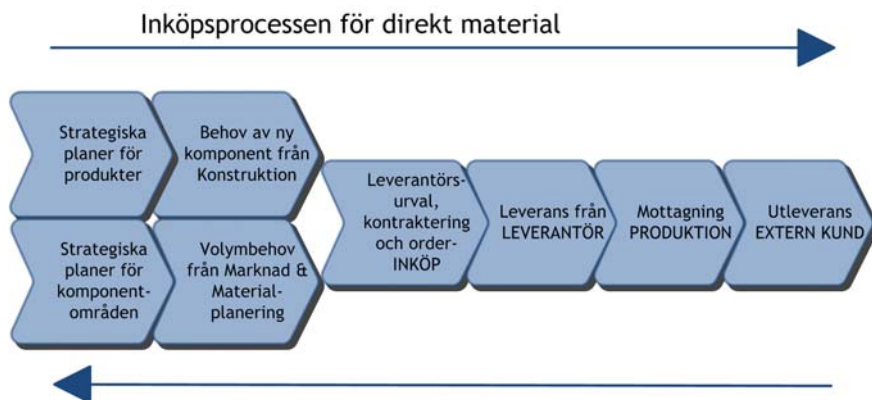 Inköpsprocessen för direkt material
Strategiska
planer för
produkter
Behov av ny
komponent från
Konstruktion
Strategiska
planer för
komponent-
områden
Volymbehov
från Marknad &
Material-
planering
Leverantörs-
urval,
kontraktering
och order-
INKÖP
Leverans från
LEVERANTÖR
Mottagning
PRODUKTION
Utleverans
EXTERN KUND